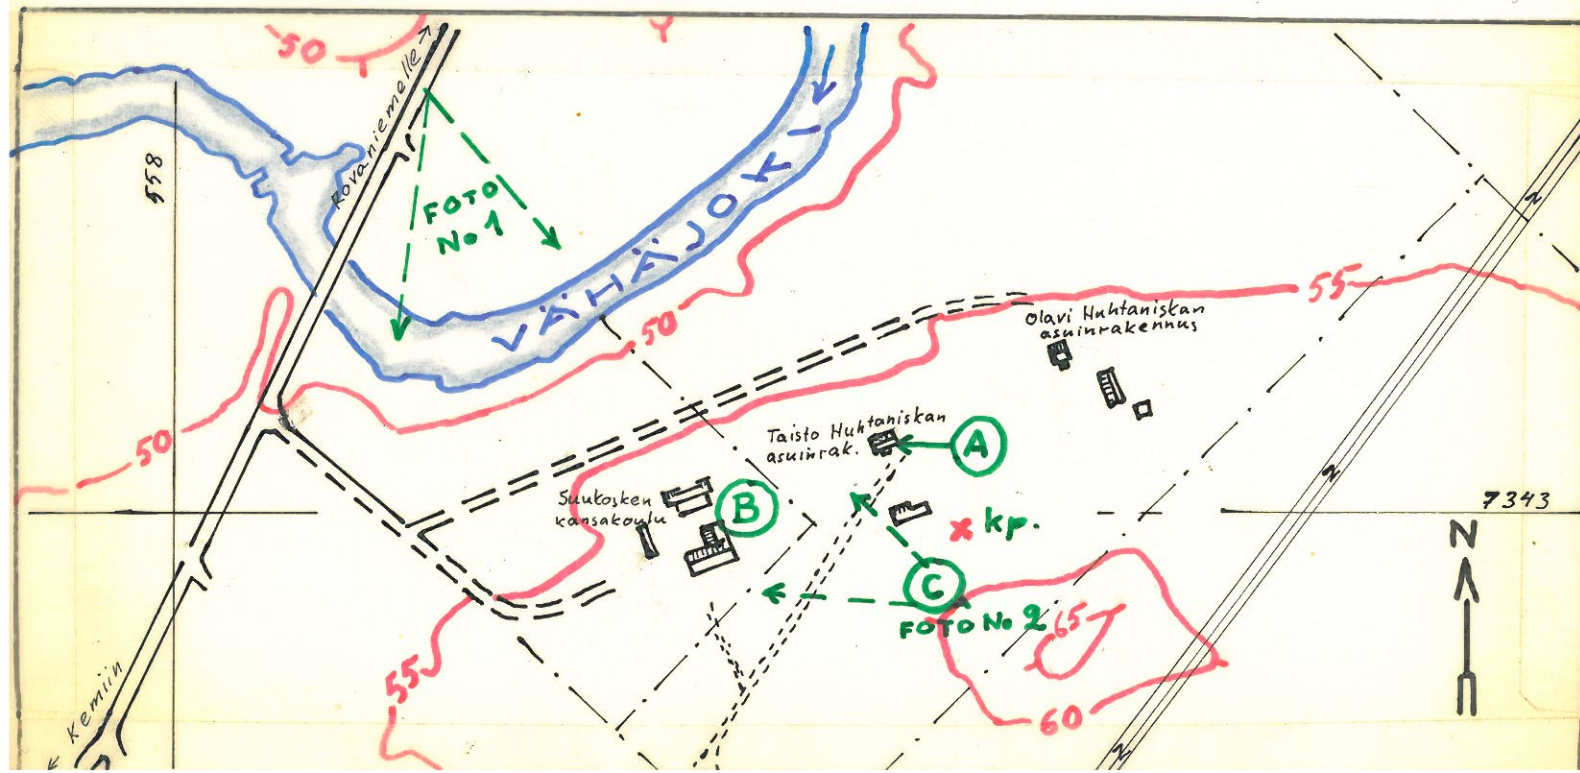 50
Rovaniemelle
558
FOTO
No 1
VÄHÄJOKI
55
Olavi Huhtaniskan
asuinrakennus
50
50
Taisto Huhtaniskan
asuinrak.
A
Suukosken
kansakoulu
B
7343
kp.
N
C
FOTO No 2
65
55
60
Kemiin
z
z
z